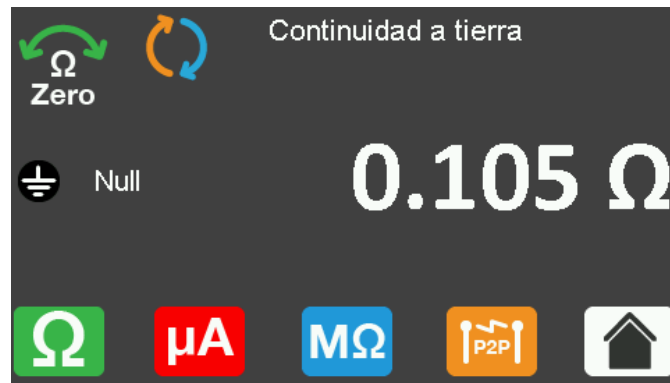 Continuidad a tierra
Ω
Zero
Null
0.105 Ω
Ω
µA
MΩ
P2P